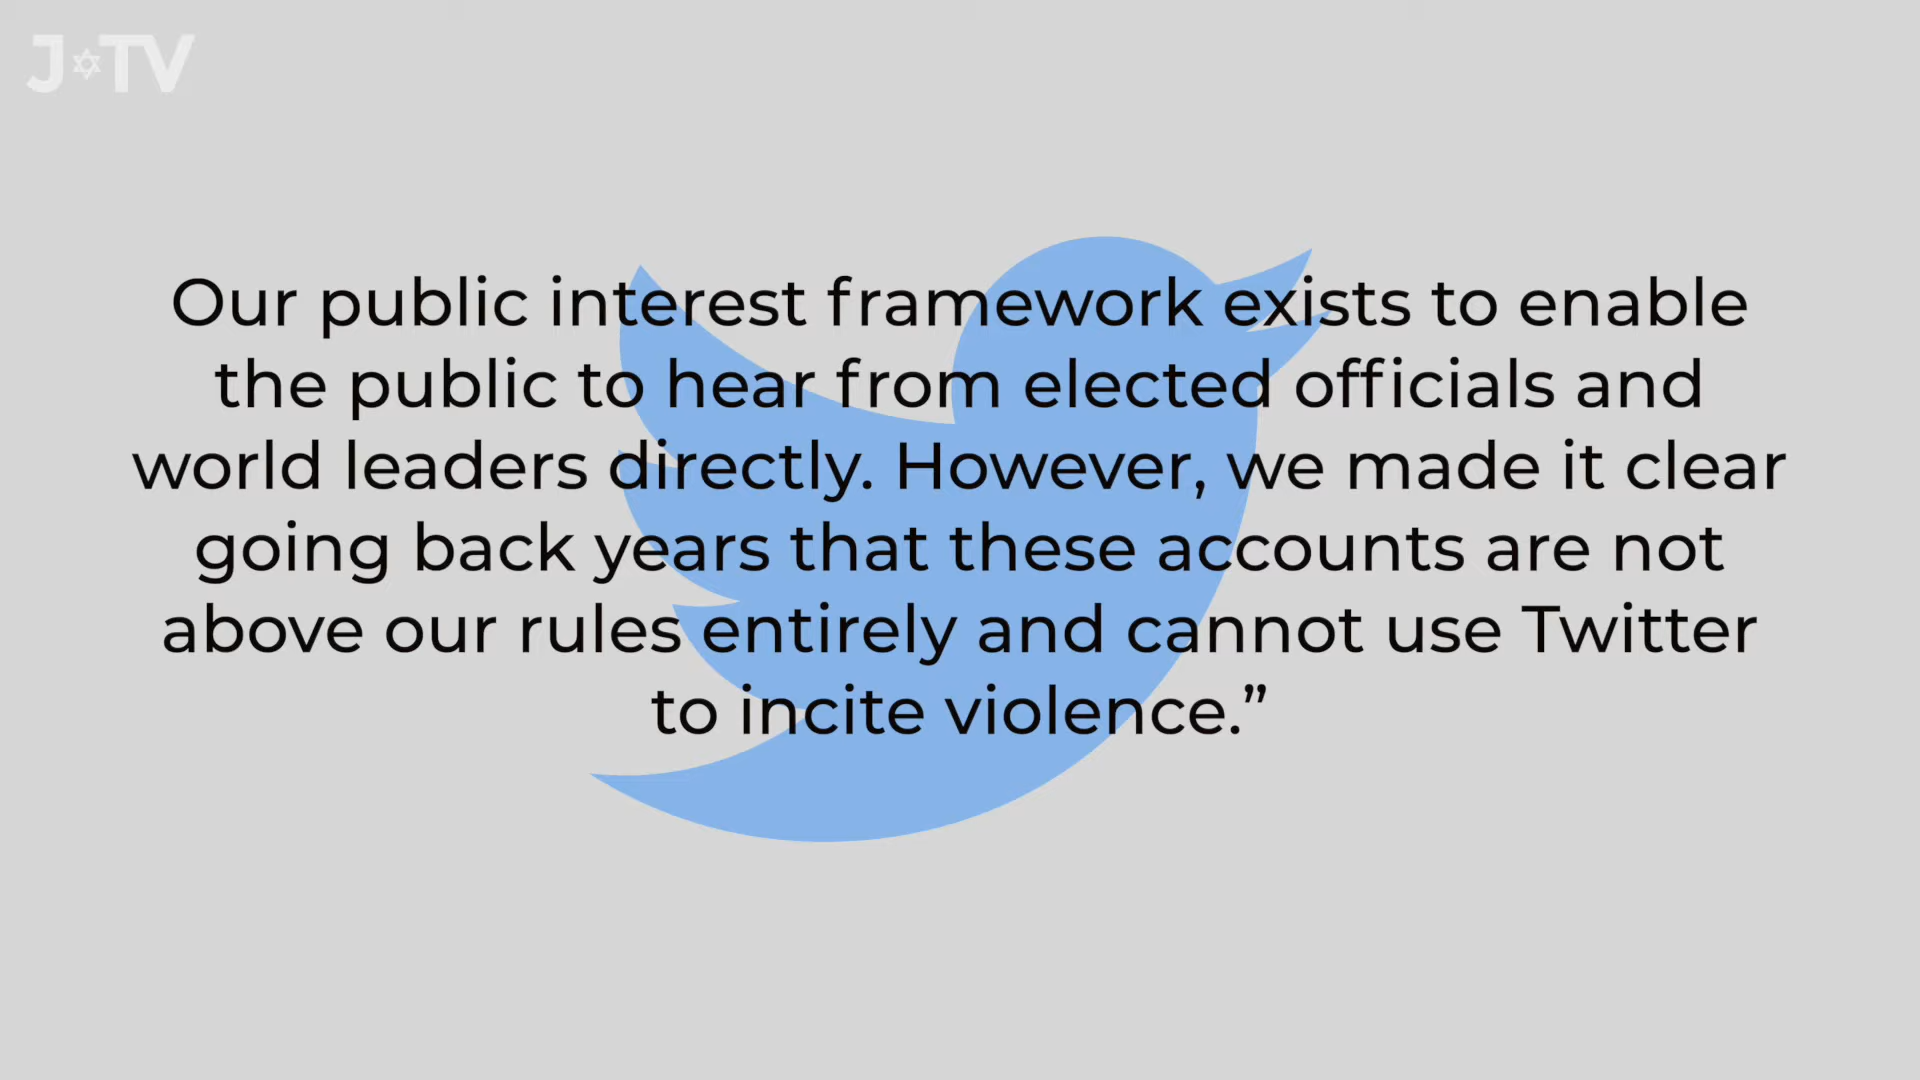 J✡TV
Our public interest framework exists to enable
the public to hear from elected officials and
world leaders directly. However, we made it clear
going back years that these accounts are not
above our rules entirely and cannot use Twitter
to incite violence.”